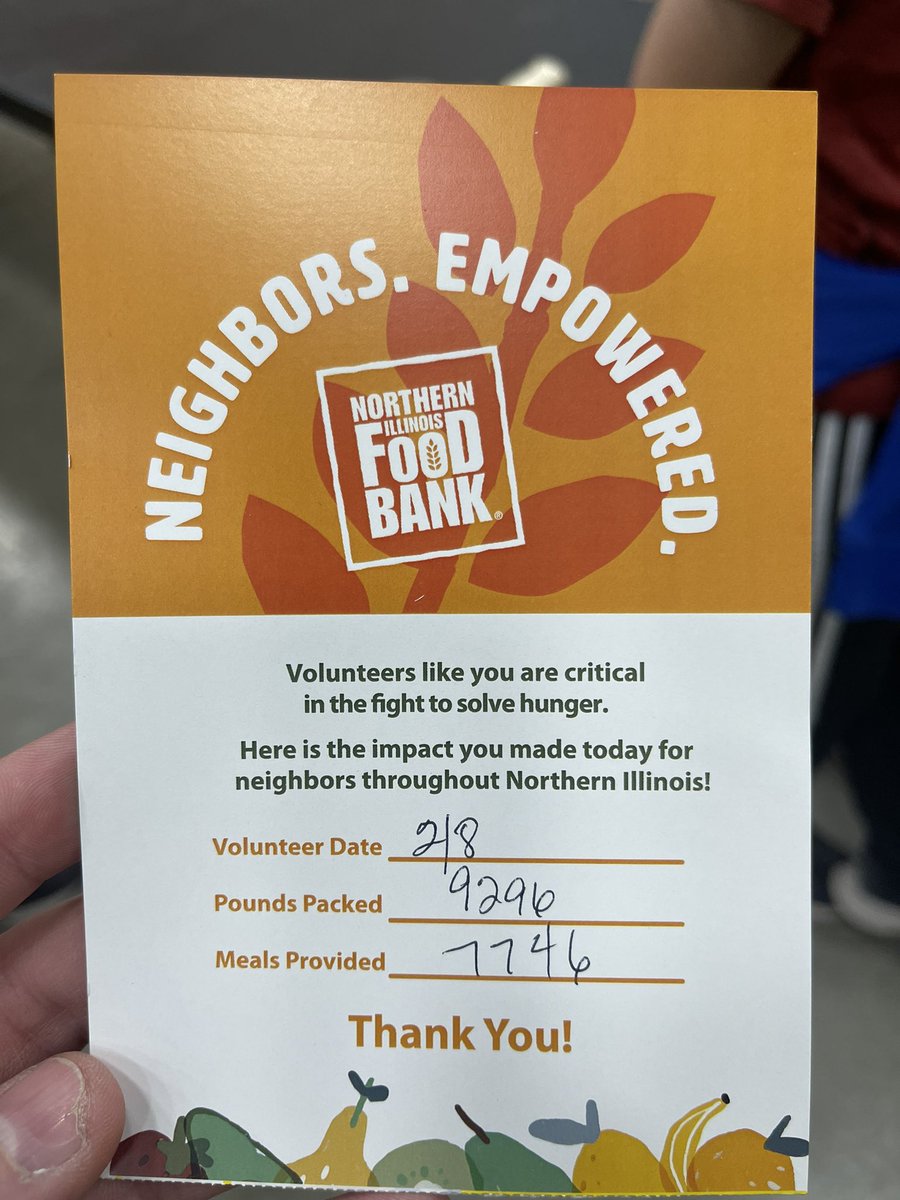 NEIGHBORS. EMPOWERED.
NORTHERN
ILLINOIS
FOOD
BANK®
Volunteers like you are critical
in the fight to solve hunger.
Here is the impact you made today for
neighbors throughout Northern Illinois!
Volunteer Date 2/8
Pounds Packed 9296
Meals Provided 7746
Thank You!